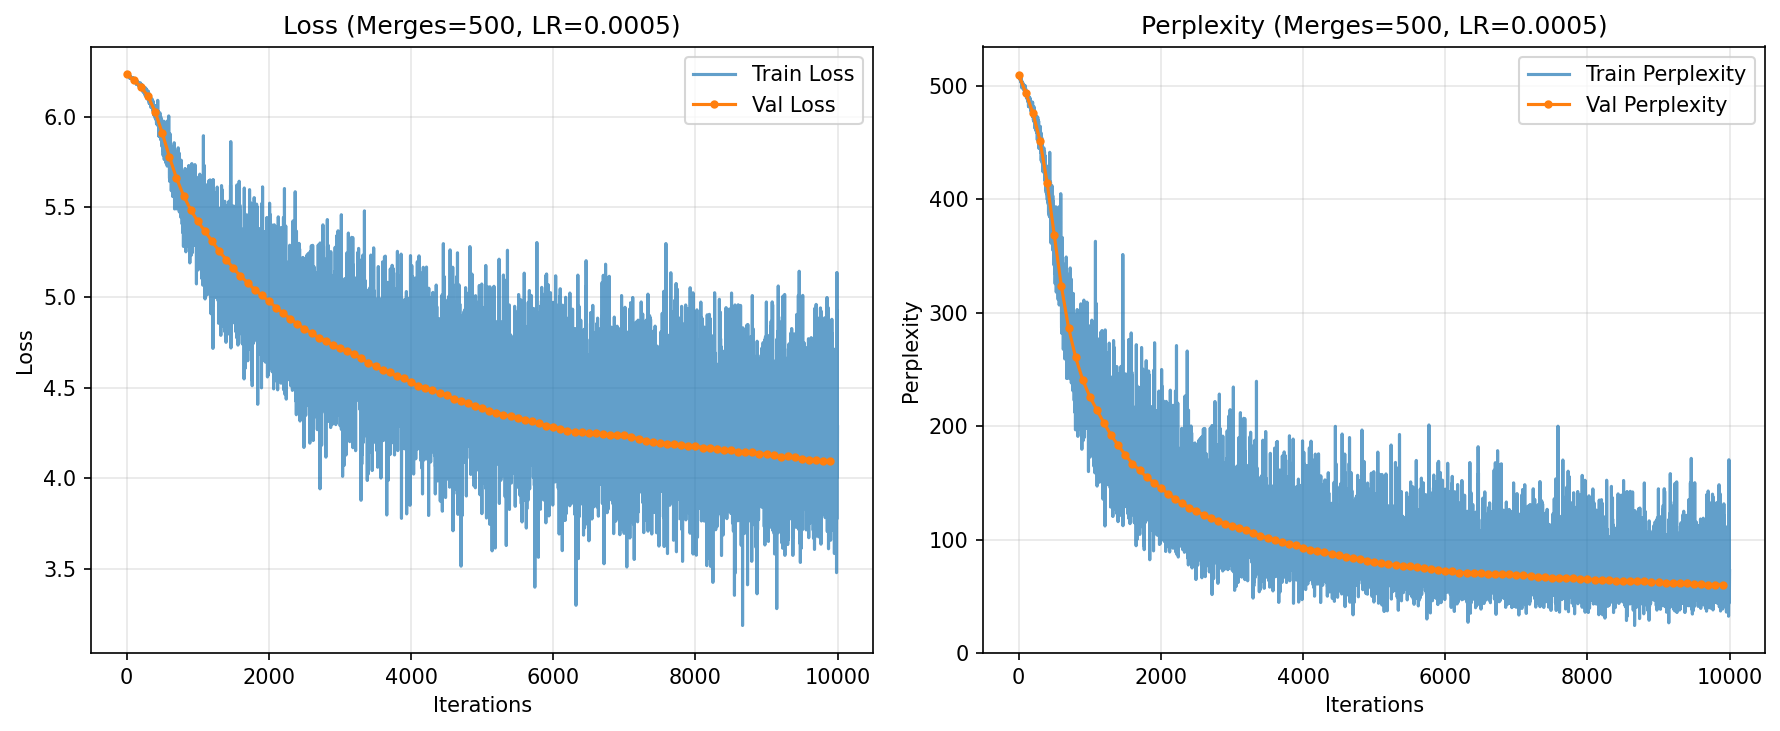 Loss (Merges=500, LR=0.0005)
Train Loss
Val Loss
6.0
5.5
5.0
4.5
4.0
3.5
Loss
0
2000
4000
6000
8000
10000
Iterations
Perplexity (Merges=500, LR=0.0005)
Train Perplexity
Val Perplexity
500
400
300
200
100
0
Perplexity
0
2000
4000
6000
8000
10000
Iterations